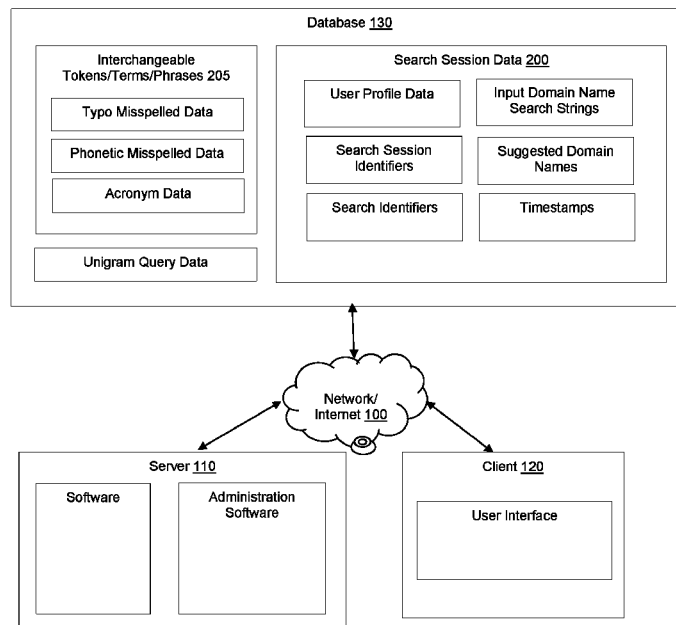 Database 130
Interchangeable
Tokens/Terms/Phrases 205
Typo Misspelled Data
Phonetic Misspelled Data
Acronym Data
Unigram Query Data
Search Session Data 200
User Profile Data
Input Domain Name
Search Strings
Search Session
Identifiers
Suggested Domain
Names
Search Identifiers
Timestamps
Network/
Internet 100
Server 110
Software
Administration
Software
Client 120
User Interface